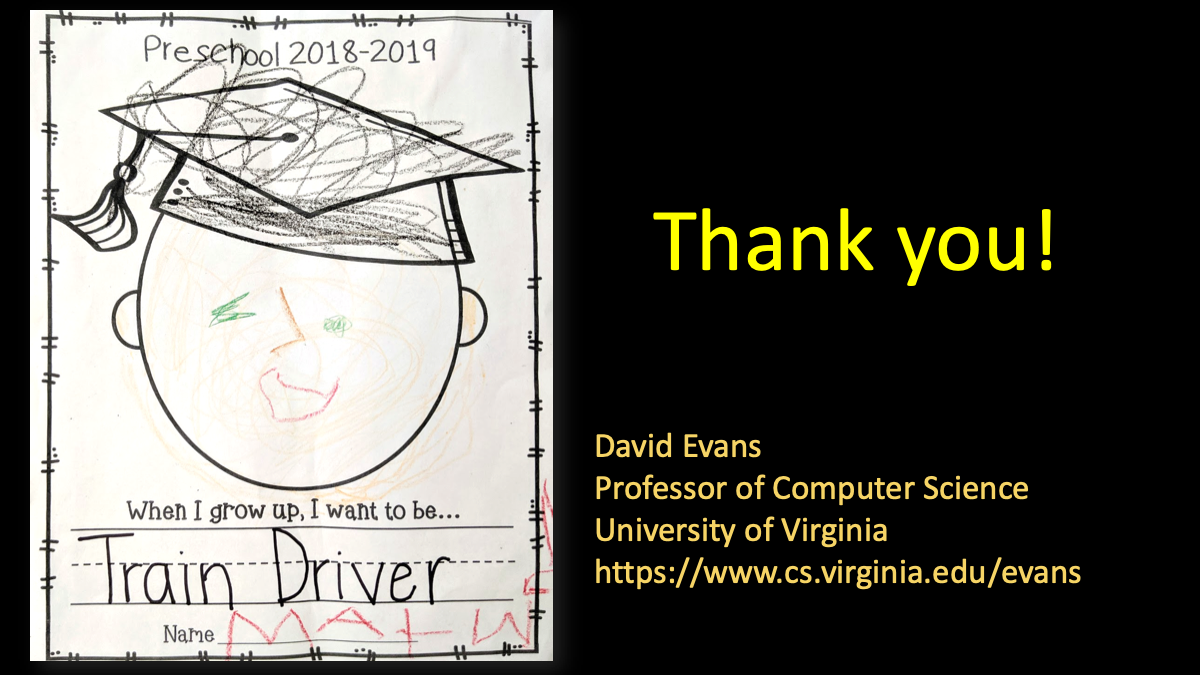 Preschool 2018-2019
When I grow up, I want to be...
Train Driver
Name
Thank you!
David Evans
Professor of Computer Science
University of Virginia
https://www.cs.virginia.edu/evans